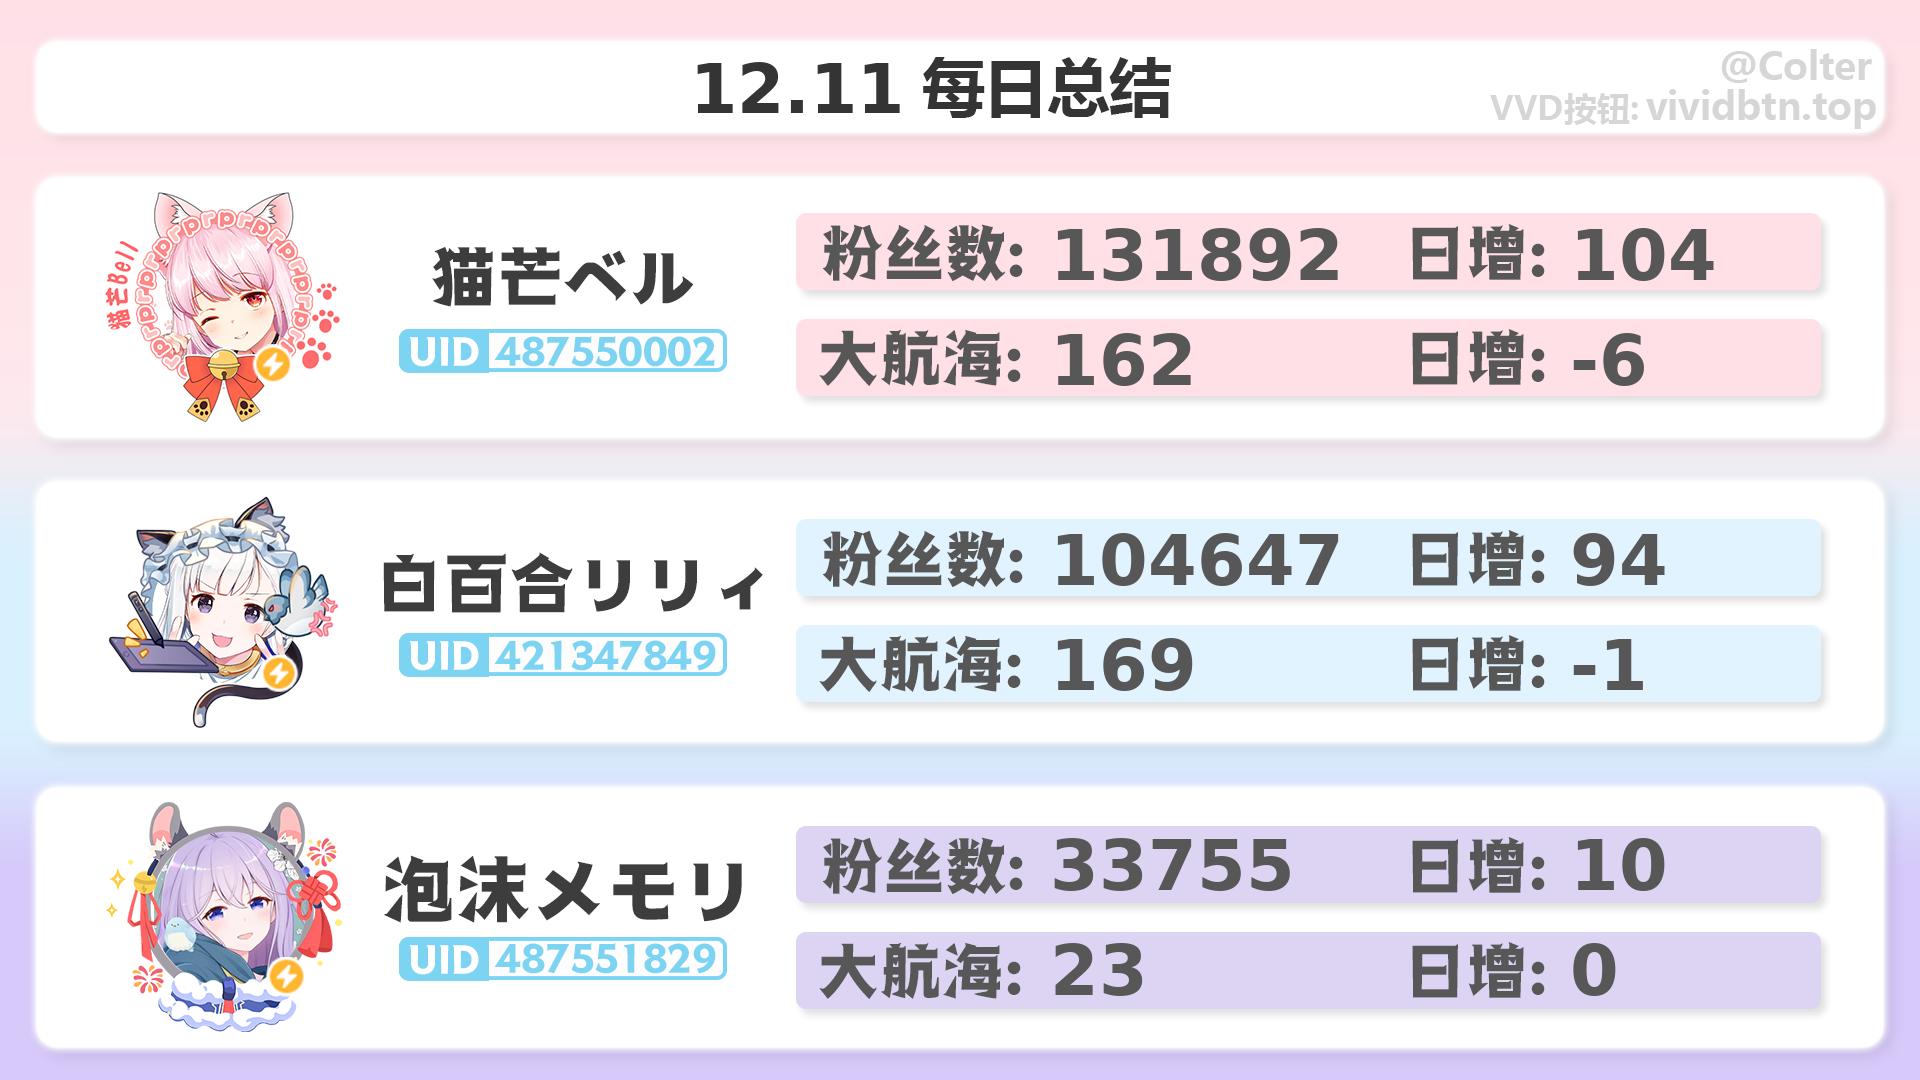 12.11 每日总结
@Colter
VVD按钮: vividbtn.top
猫芒Bell
prprprprprprprpr
猫芒ベル
UID 487550002
粉丝数: 131892 日增: 104
大航海: 162 日增: -6
白百合リリィ
UID 421347849
粉丝数: 104647 日增: 94
大航海: 169 日增: -1
泡沫メモリ
UID 487551829
粉丝数: 33755 日增: 10
大航海: 23 日增: 0